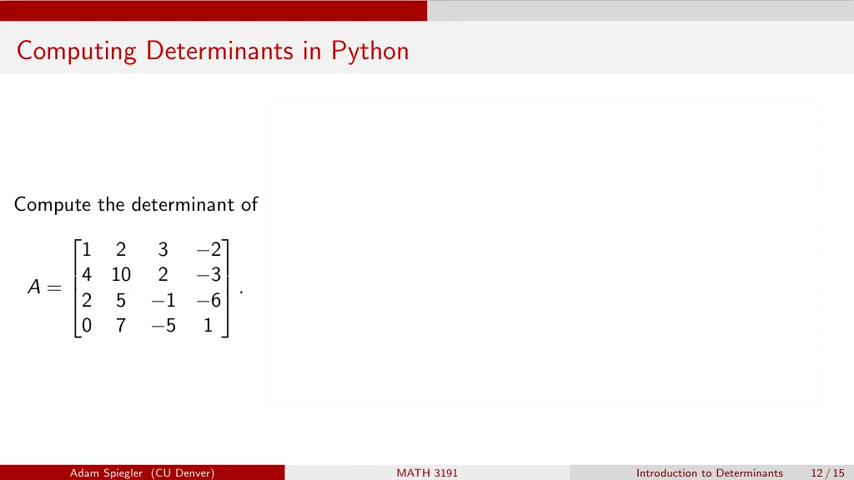 Computing Determinants in Python
Compute the determinant of
A = [1 2 3 −2
4 10 2 −3
2 5 −1 −6
0 7 −5 1] .
Adam Spiegler (CU Denver) MATH 3191 Introduction to Determinants 12 / 15